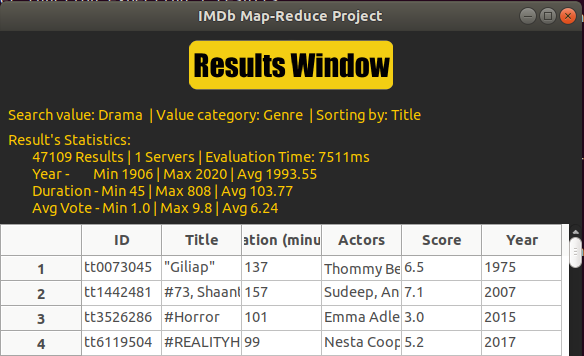 IMDb Map-Reduce Project
Results Window
Search value: Drama | Value category: Genre | Sorting by: Title
Result's Statistics:
47109 Results | 1 Servers | Evaluation Time: 7511ms
Year - Min 1906 | Max 2020 | Avg 1993.55
Duration - Min 45 | Max 808 | Avg 103.77
Avg Vote - Min 1.0 | Max 9.8 | Avg 6.24
ID Title ation (minu Actors Score Year
1 tt0073045 "Giliap" 137 Thommy Be 6.5 1975
2 tt1442481 #73, Shaant 157 Sudeep, An 7.1 2007
3 tt3526286 #Horror 101 Emma Adle 3.0 2015
4 tt6119504 #REALITYH 99 Nesta Coop 5.2 2017